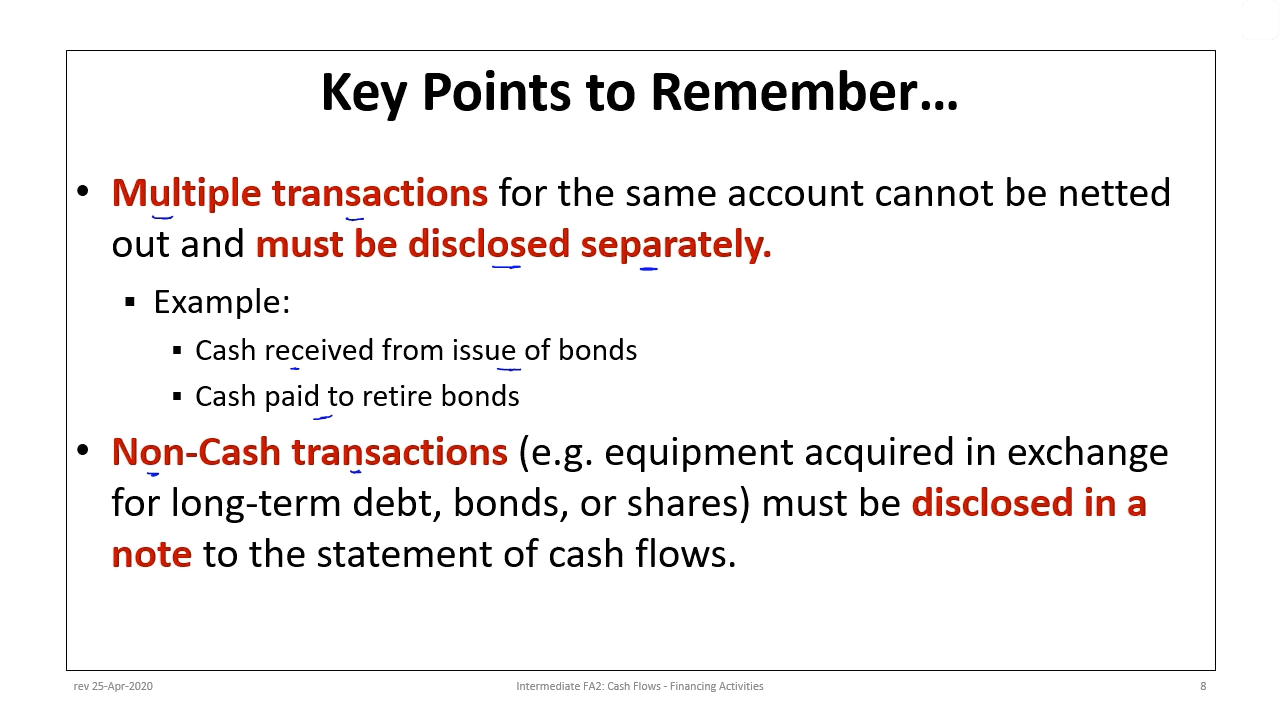 Key Points to Remember...
• Multiple transactions for the same account cannot be netted
out and must be disclosed separately.
▪ Example:
▪ Cash received from issue of bonds
▪ Cash paid to retire bonds
• Non-Cash transactions (e.g. equipment acquired in exchange
for long-term debt, bonds, or shares) must be disclosed in a
note to the statement of cash flows.
rev 25-Apr-2020 Intermediate FA2: Cash Flows - Financing Activities 8